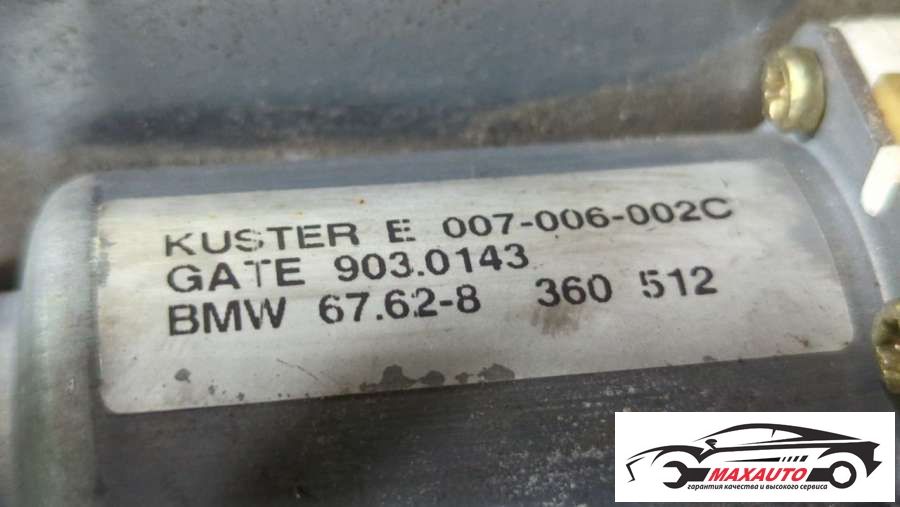 KUSTER E 007-006-002C
GATE 903.0143
BMW 67.62-8 360 512
MAXAUTO
гарантия качества и высокого сервиса